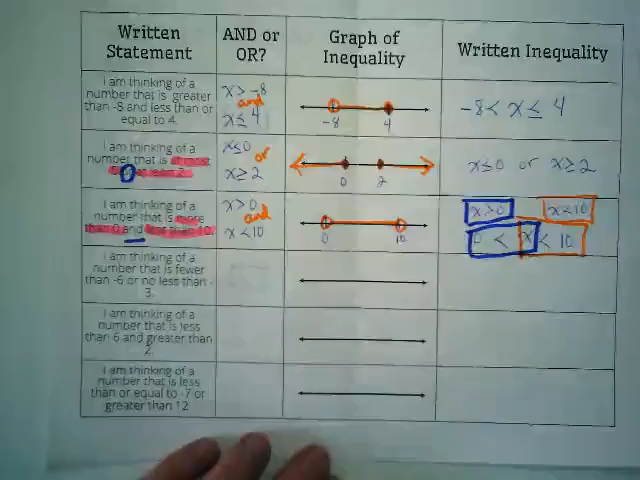 Written Statement
AND or OR?
Graph of Inequality
Written Inequality
I am thinking of a
number that is greater
than -8 and less than or
equal to 4.
x > -8
and
x ≤ 4
-8 4
-8 < x ≤ 4
I am thinking of a
number that is at most
at least 2.
x ≤ 0
or
x ≥ 2
0 2
x ≤ 0 or x ≥ 2
I am thinking of a
number that is more
than 0 and less than 10.
x > 0
and
x < 10
0 10
x > 0 x < 10
0 < x < 10
I am thinking of a
number that is fewer
than -6 or no less than -
3.
I am thinking of a
number that is less
than 6 and greater than
2.
I am thinking of a
number that is less
than or equal to -7 or
greater than 12